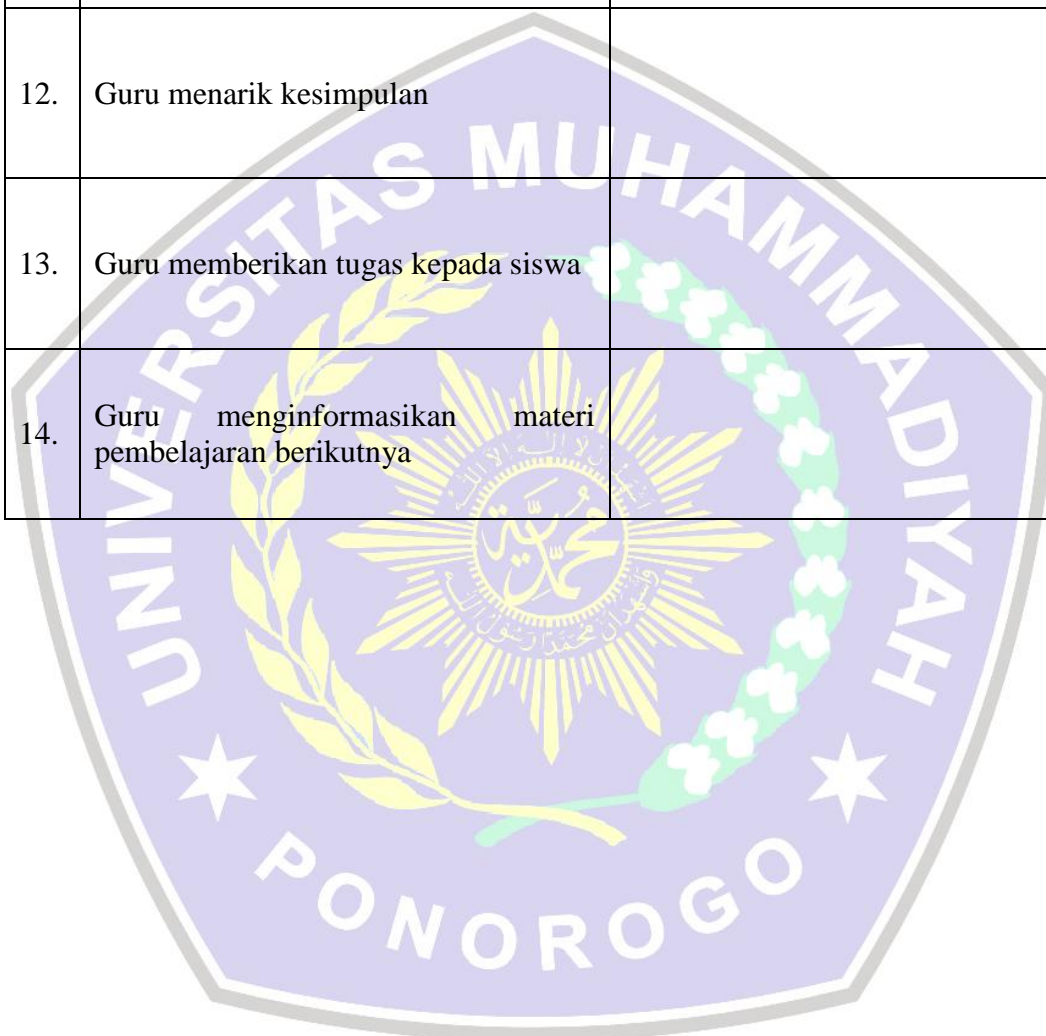 12. Guru menarik kesimpulan
13. Guru memberikan tugas kepada siswa
14. Guru menginformasikan materi
pembelajaran berikutnya
UNIVERSITAS MUHAMMADIYAH
PONOROGO
محمدية